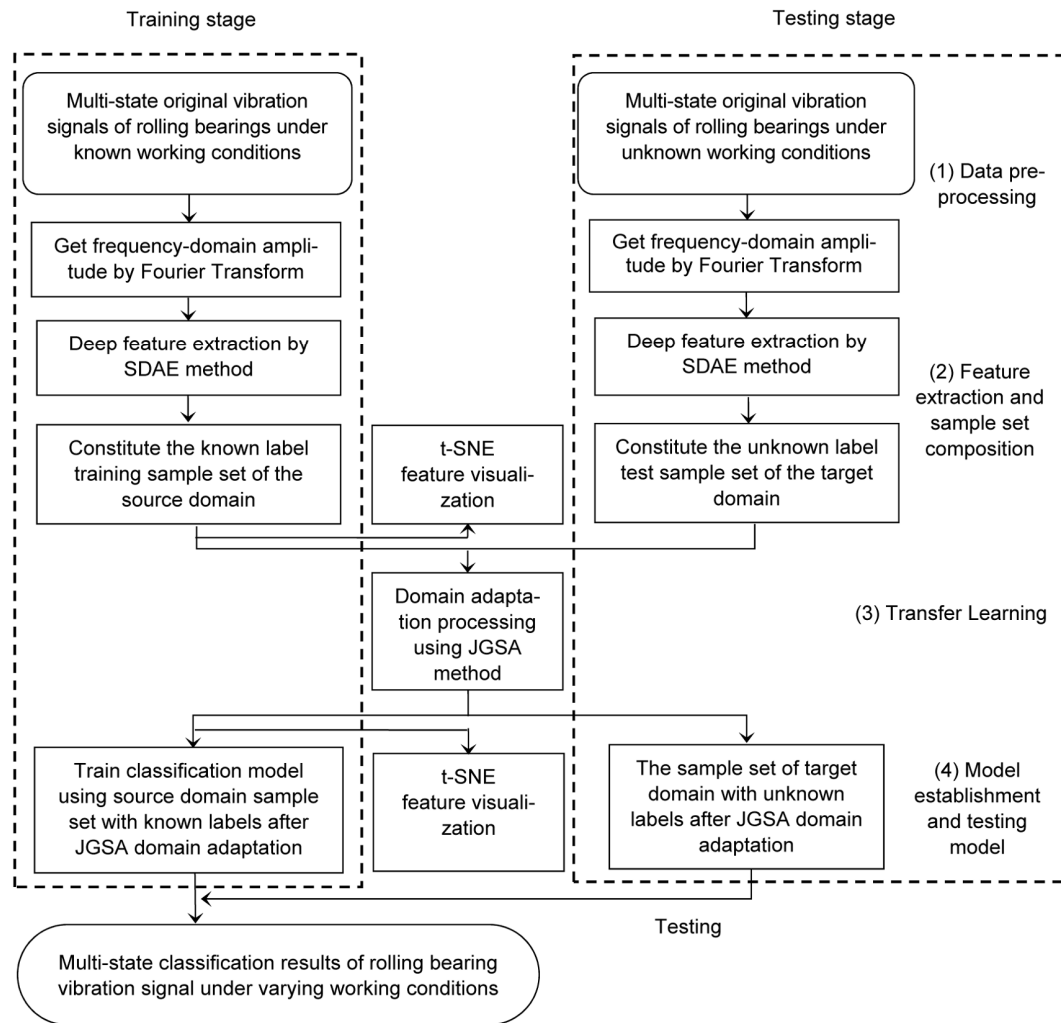 Training stage
Testing stage
Multi-state original vibration
signals of rolling bearings under
known working conditions
Multi-state original vibration
signals of rolling bearings under
unknown working conditions
(1) Data pre-
processing
Get frequency-domain ampli-
tude by Fourier Transform
Get frequency-domain ampli-
tude by Fourier Transform
Deep feature extraction by
SDAE method
Deep feature extraction by
SDAE method
(2) Feature
extraction and
sample set
composition
Constitute the known label
training sample set of the
source domain
t-SNE
feature visuali-
zation
Constitute the unknown label
test sample set of the target
domain
Domain adapta-
tion processing
using JGSA
method
(3) Transfer Learning
Train classification model
using source domain sample
set with known labels after
JGSA domain adaptation
t-SNE
feature visuali-
zation
The sample set of target
domain with unknown
labels after JGSA domain
adaptation
(4) Model
establishment
and testing
model
Testing
Multi-state classification results of rolling bearing
vibration signal under varying working conditions